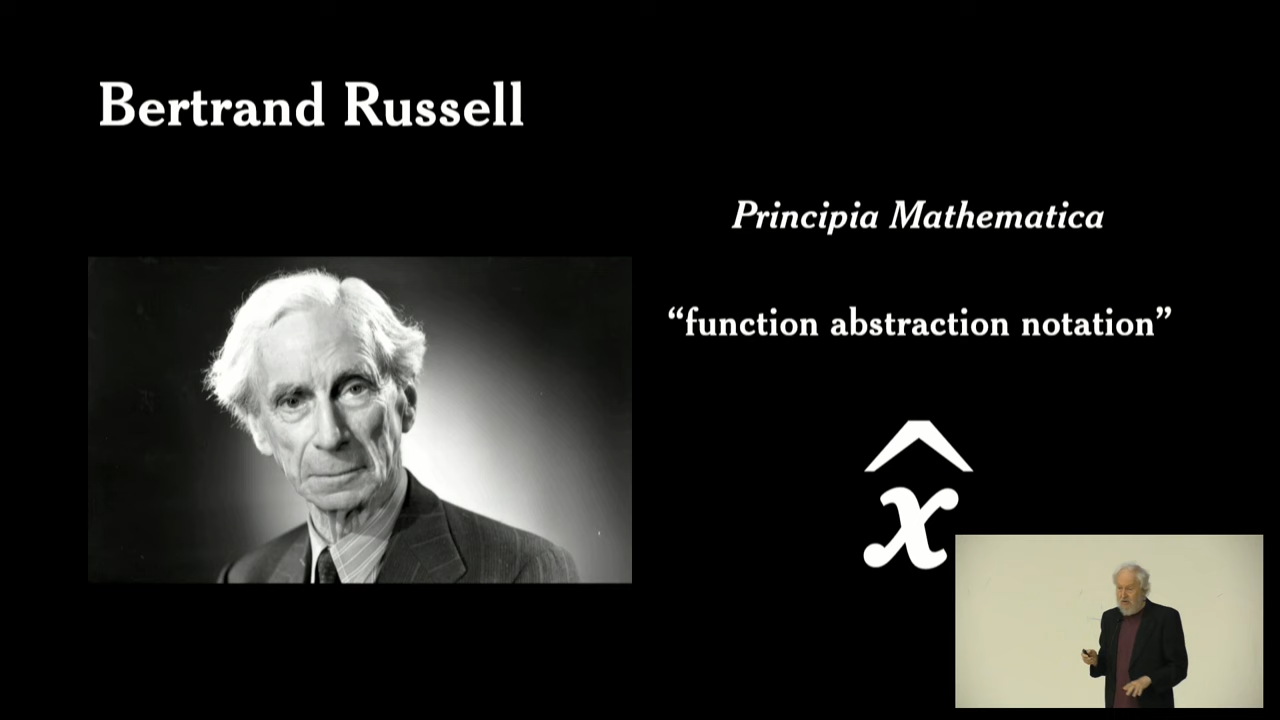 Bertrand Russell
Principia Mathematica
“function abstraction notation”
x̂